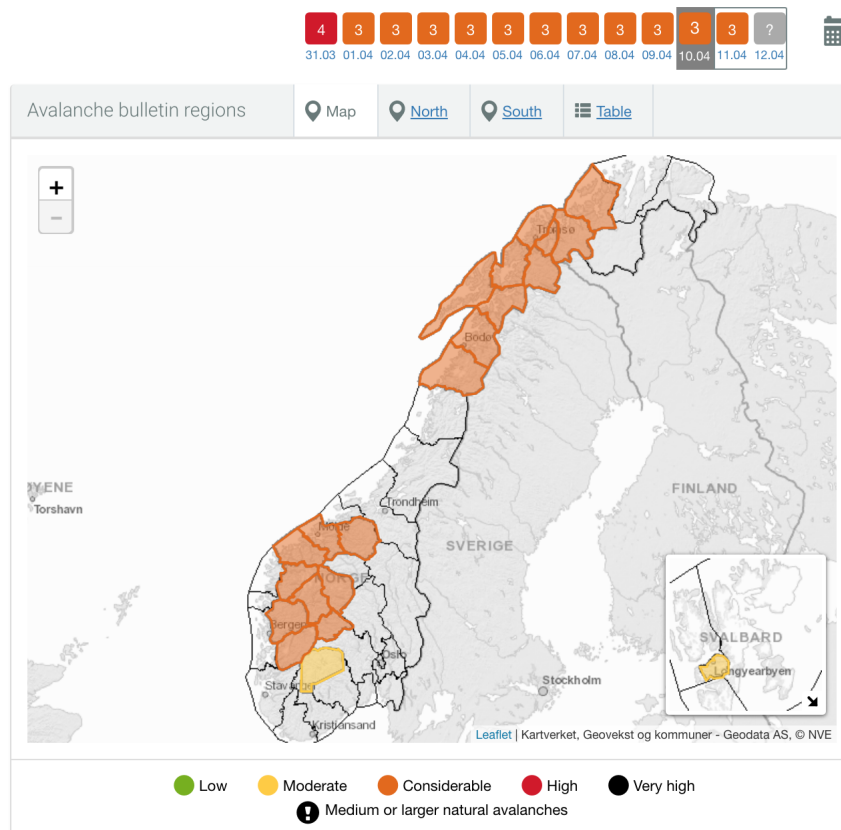 4 3 3 3 3 3 3 3 3 3 3 3 ?
31.03 01.04 02.04 03.04 04.04 05.04 06.04 07.04 08.04 09.04 10.04 11.04 12.04
Avalanche bulletin regions
Map
North
South
Table
+
−
Tromsø
Bodø
ØYENE
Torshavn
Trondheim
FINLAND
Møre
SVERIGE
NORGE
SVALBARD
Bergen
Oslo
Longyearbyen
Stavanger
Stockholm
Kristiansand
Leaflet | Kartverket, Geovekst og kommuner - Geodata AS, © NVE
Low Moderate Considerable High Very high
Medium or larger natural avalanches